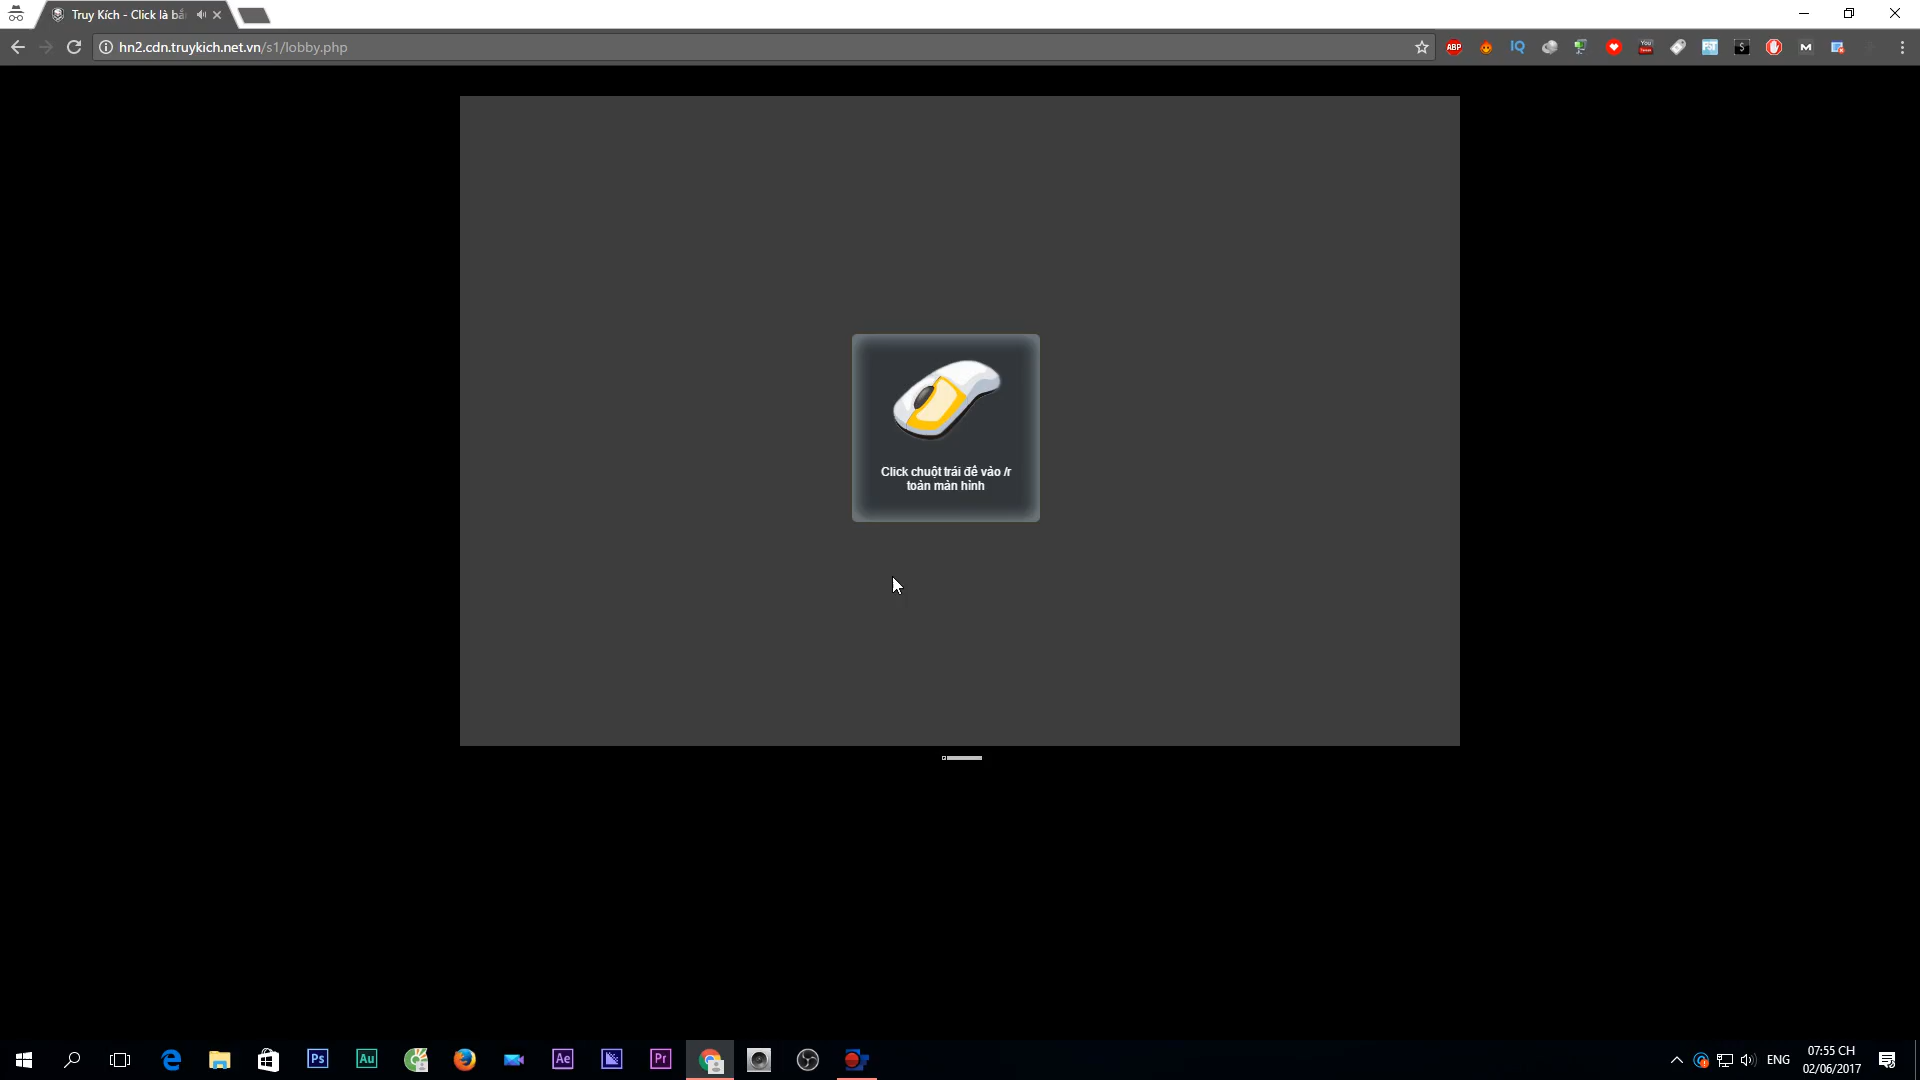 Truy Kích - Click là bắ
hn2.cdn.truykich.net.vn/s1/lobby.php
ABP
IQ
You
S
M
Click chuột trái để vào /r
toàn màn hình
Ps
Au
Ae
Pr
ENG
07:55 CH
02/06/2017